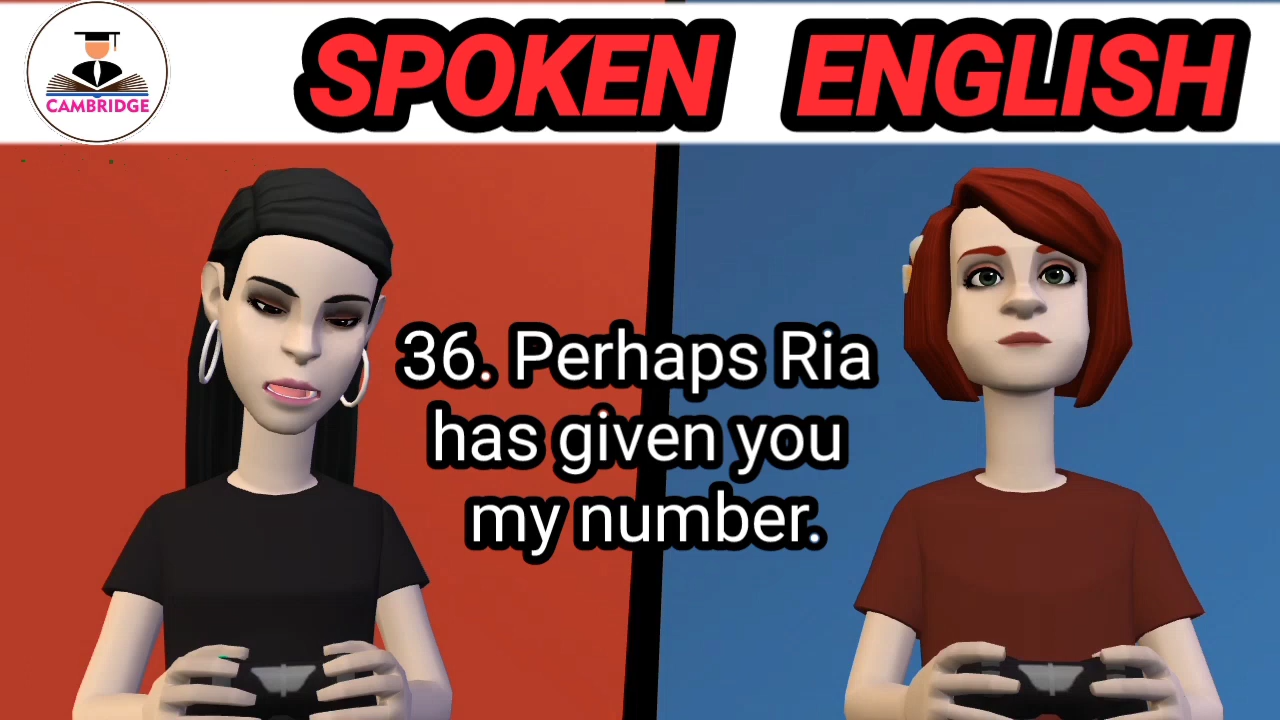 CAMBRIDGE
SPOKEN ENGLISH
36. Perhaps Ria
has given you
my number.